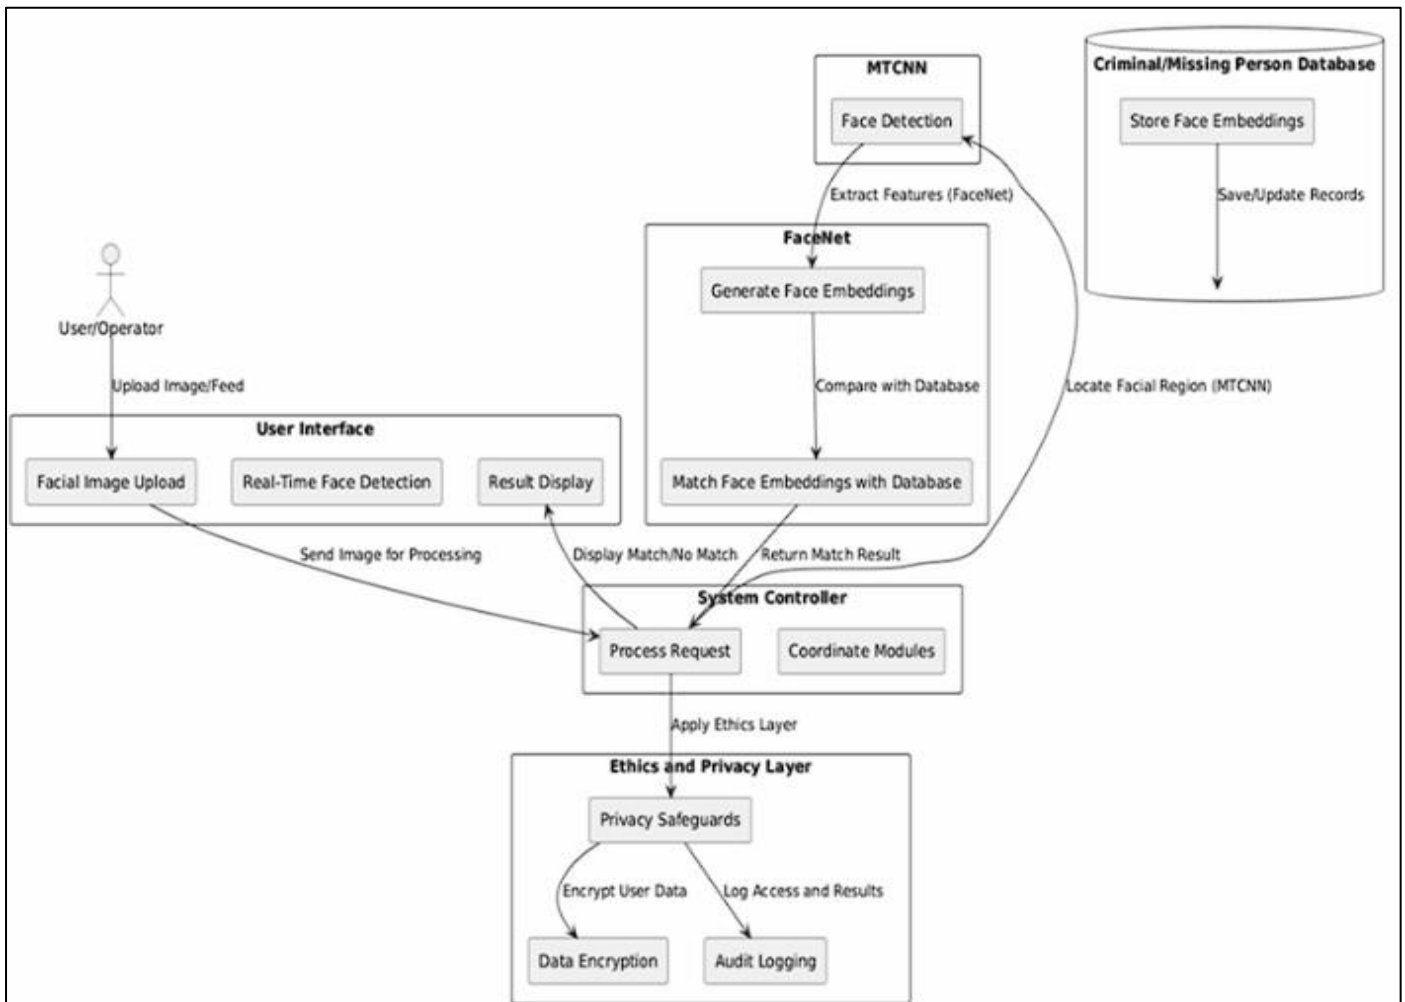 MTCNN
Criminal/Missing Person Database
Face Detection
Store Face Embeddings
Extract Features (FaceNet)
Save/Update Records
FaceNet
Generate Face Embeddings
User/Operator
Upload Image/Feed
Compare with Database
Locate Facial Region (MTCNN)
User Interface
Facial Image Upload
Real-Time Face Detection
Result Display
Match Face Embeddings with Database
Send Image for Processing
Display Match/No Match
Return Match Result
System Controller
Process Request
Coordinate Modules
Apply Ethics Layer
Ethics and Privacy Layer
Privacy Safeguards
Encrypt User Data
Log Access and Results
Data Encryption
Audit Logging